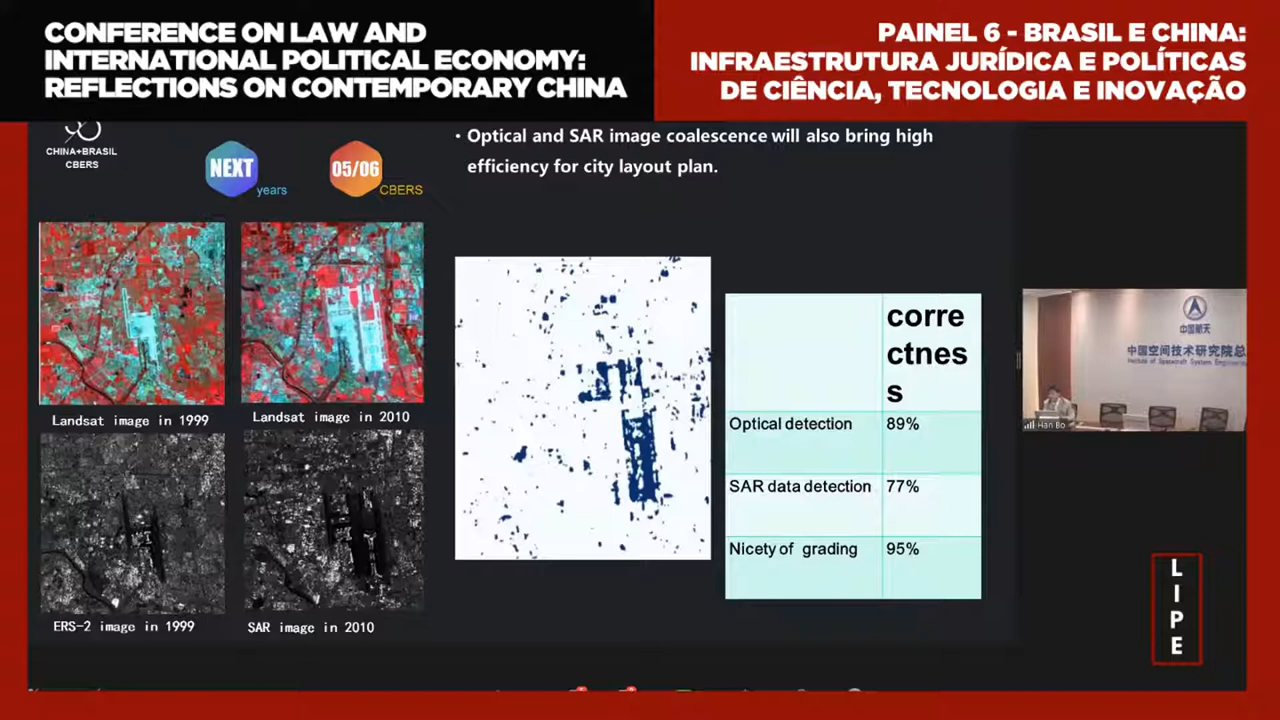 CONFERENCE ON LAW AND
INTERNATIONAL POLITICAL ECONOMY:
REFLECTIONS ON CONTEMPORARY CHINA
PAINEL 6 - BRASIL E CHINA:
INFRAESTRUTURA JURÍDICA E POLÍTICAS
DE CIÊNCIA, TECNOLOGIA E INOVAÇÃO
CHINA+BRASIL
CBERS
NEXT
years
05/06
CBERS
• Optical and SAR image coalescence will also bring high
efficiency for city layout plan.
Landsat image in 1999
Landsat image in 2010
ERS-2 image in 1999
SAR image in 2010
corre
ctnes
s
Optical detection 89%
SAR data detection 77%
Nicety of grading 95%
中国航天
中国空间技术研究院总
Institute of Spacecraft System Engineering
Han Bo
L
I
P
E